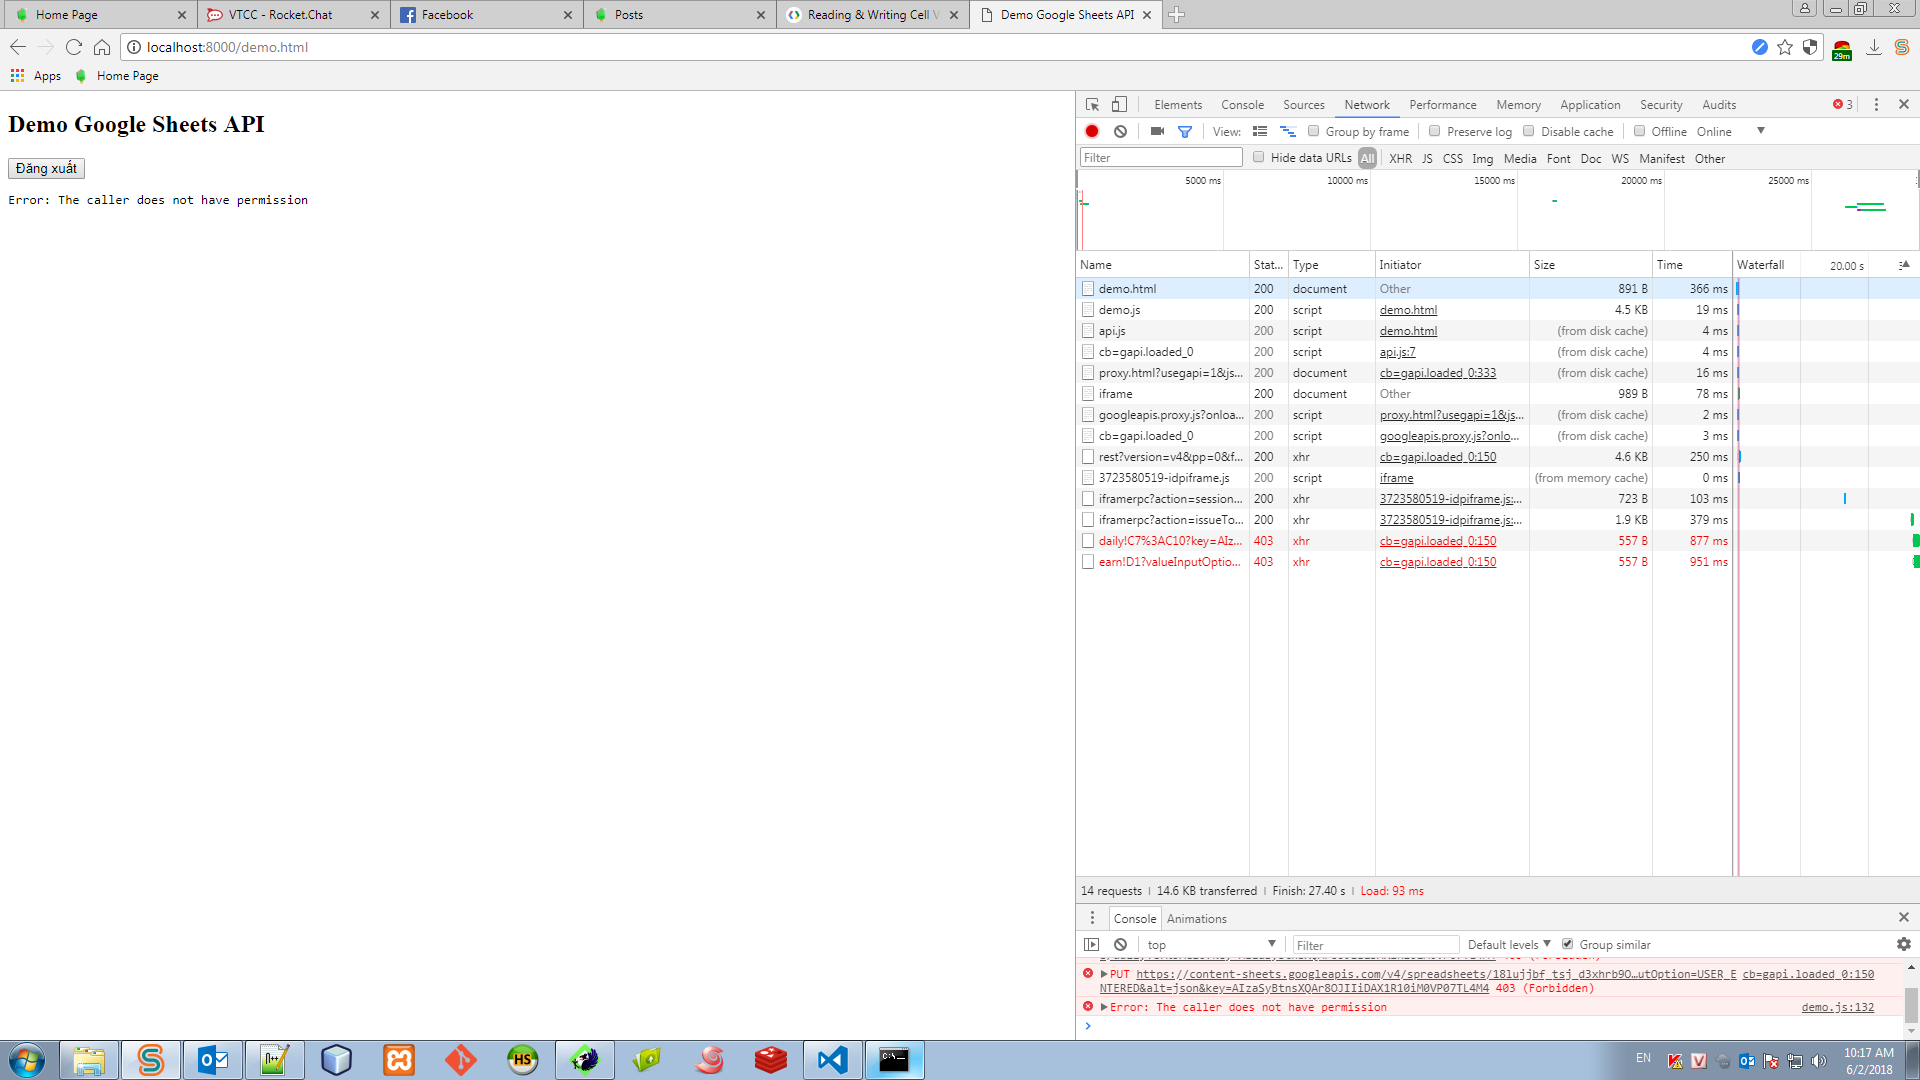 Home Page
VTCC - Rocket.Chat
Facebook
Posts
Reading & Writing Cell V
Demo Google Sheets API
localhost:8000/demo.html
29m
Apps
Home Page
Demo Google Sheets API
Đăng xuất
Error: The caller does not have permission
Elements Console Sources Network Performance Memory Application Security Audits 3
View: Group by frame Preserve log Disable cache Offline Online
Filter Hide data URLs All XHR JS CSS Img Media Font Doc WS Manifest Other
5000 ms 10000 ms 15000 ms 20000 ms 25000 ms
Name Stat... Type Initiator Size Time Waterfall 20.00 s
demo.html 200 document Other 891 B 366 ms
demo.js 200 script demo.html 4.5 KB 19 ms
api.js 200 script demo.html (from disk cache) 4 ms
cb=gapi.loaded_0 200 script api.js:7 (from disk cache) 4 ms
proxy.html?usegapi=1&js... 200 document cb=gapi.loaded_0:333 (from disk cache) 16 ms
iframe 200 document Other 989 B 78 ms
googleapis.proxy.js?onloa... 200 script proxy.html?usegapi=1&js... (from disk cache) 2 ms
cb=gapi.loaded_0 200 script googleapis.proxy.js?onlo... (from disk cache) 3 ms
rest?version=v4&pp=0&f... 200 xhr cb=gapi.loaded_0:150 4.6 KB 250 ms
3723580519-idpiframe.js 200 script iframe (from memory cache) 0 ms
iframerpc?action=session... 200 xhr 3723580519-idpiframe.js:... 723 B 103 ms
iframerpc?action=issueTo... 200 xhr 3723580519-idpiframe.js:... 1.9 KB 379 ms
daily!C7%3AC10?key=AIz... 403 xhr cb=gapi.loaded_0:150 557 B 877 ms
earn!D1?valueInputOptio... 403 xhr cb=gapi.loaded_0:150 557 B 951 ms
14 requests | 14.6 KB transferred | Finish: 27.40 s | Load: 93 ms
Console Animations
top Filter Default levels Group similar
PUT https://content-sheets.googleapis.com/v4/spreadsheets/18lujjbf_tsj_d3xhrb9O…utOption=USER_E cb=gapi.loaded_0:150
NTERED&alt=json&key=AIzaSyBtnsXQAr8OJIIiDAX1R10iM0VP07TL4M4 403 (Forbidden)
Error: The caller does not have permission demo.js:132
HS
EN
10:17 AM
6/2/2018